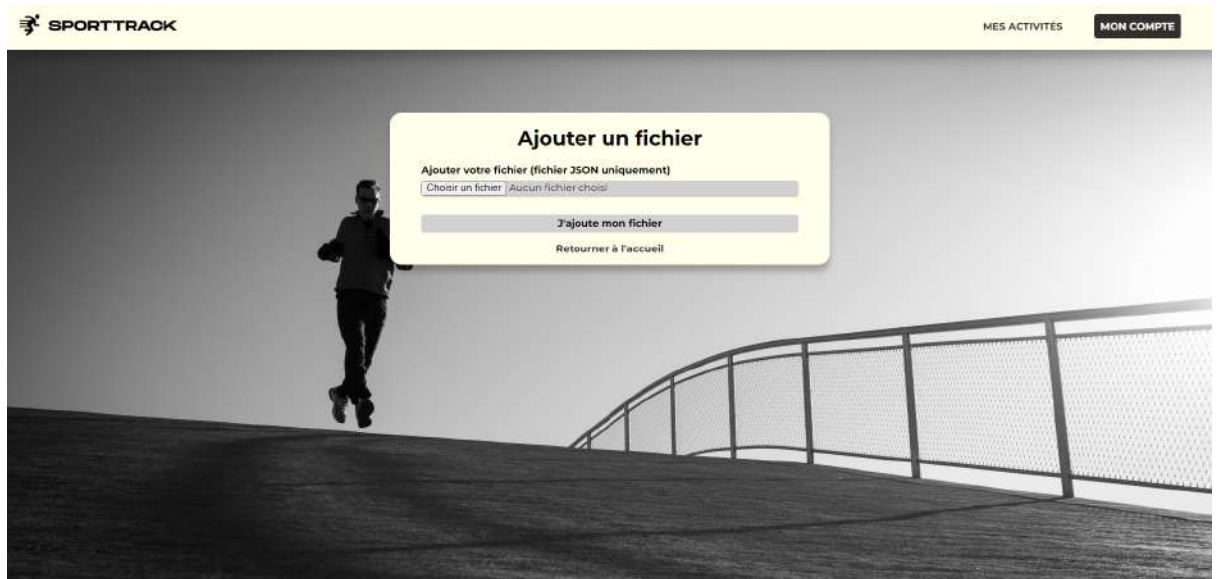 SPORTTRACK
MES ACTIVITÉS
MON COMPTE
Ajouter un fichier
Ajouter votre fichier (fichier JSON uniquement)
Choisir un fichier Aucun fichier choisi
J'ajoute mon fichier
Retourner à l'accueil